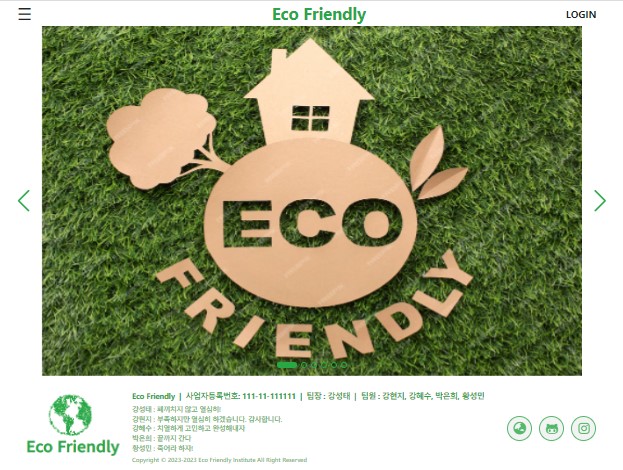 Eco Friendly
LOGIN
ECO
FRIENDLY
Eco Friendly | 사업자등록번호: 111-11-111111 | 팀장 : 강성태 | 팀원 : 강현지, 강혜수, 박은희, 황성민
강성태 : 폐끼치지 않고 열심히!
강현지 : 부족하지만 열심히 하겠습니다. 감사합니다.
강혜수 : 치열하게 고민하고 완성해내자
박은희 : 끝까지 간다
황성민 : 죽어라 하자!
Eco Friendly
Copyright © 2023-2023 Eco Friendly Institute All Right Reserved